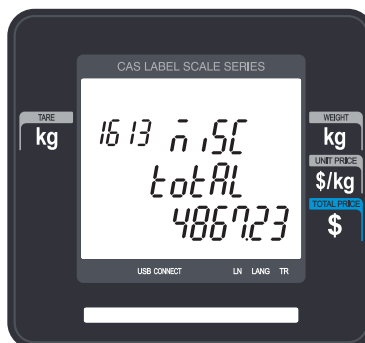 CAS LABEL SCALE SERIES
TARE
kg
1613 miSC
totAL
4867.23
WEIGHT
kg
UNIT PRICE
$/kg
TOTAL PRICE
$
USB CONNECT LN LANG TR